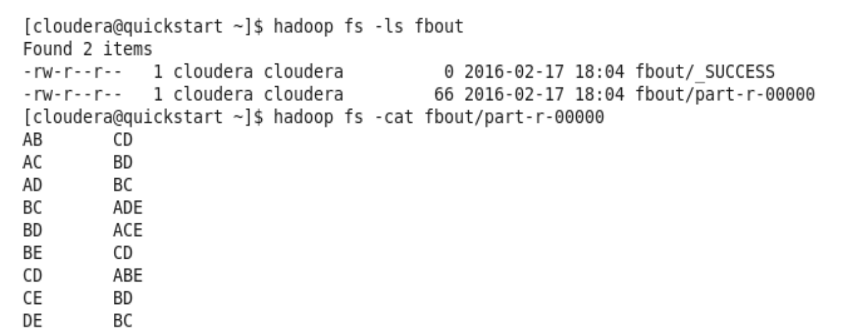 [cloudera@quickstart ~]$ hadoop fs -ls fbout
Found 2 items
-rw-r--r--   1 cloudera cloudera          0 2016-02-17 18:04 fbout/_SUCCESS
-rw-r--r--   1 cloudera cloudera         66 2016-02-17 18:04 fbout/part-r-00000
[cloudera@quickstart ~]$ hadoop fs -cat fbout/part-r-00000
AB      CD
AC      BD
AD      BC
BC      ADE
BD      ACE
BE      CD
CD      ABE
CE      BD
DE      BC